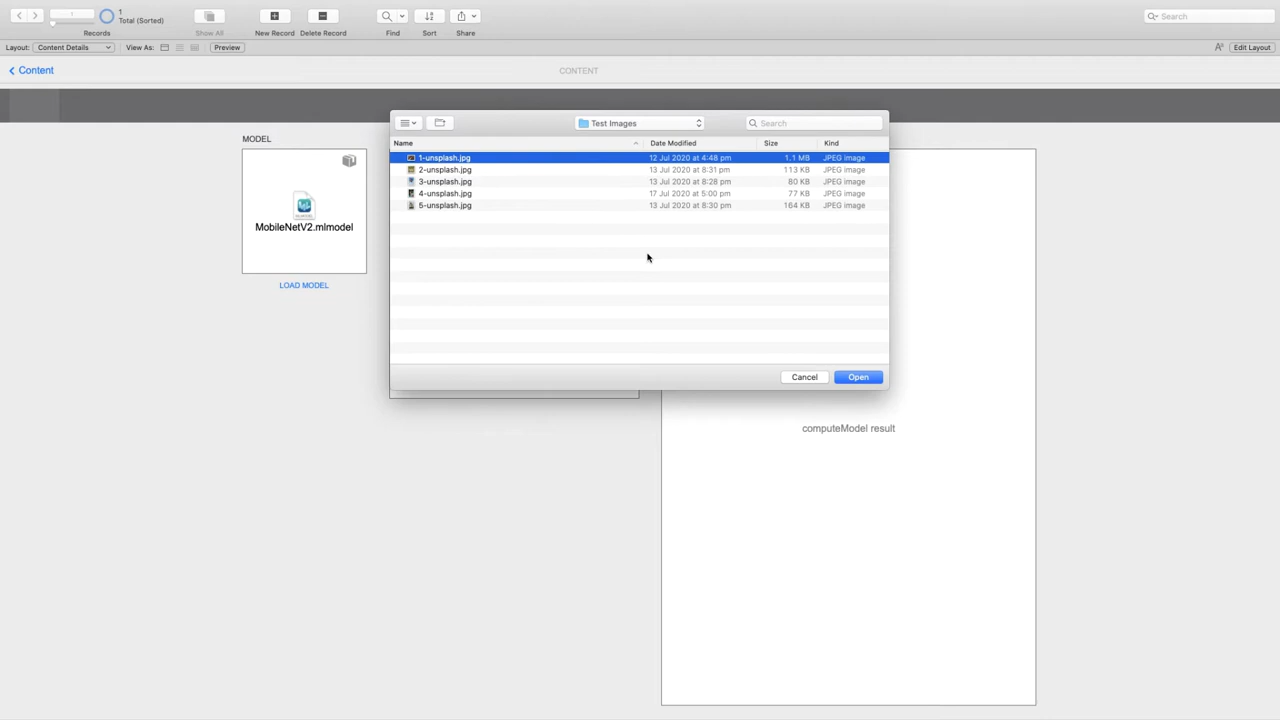 1
1
Total (Sorted)
Records
Show All
New Record
Delete Record
Find
Sort
Share
Search
Layout:
Content Details
View As:
Preview
Aª
Edit Layout
Content
CONTENT
MODEL
MobileNetV2.mlmodel
LOAD MODEL
Test Images
Search
Name
Date Modified
Size
Kind
1-unsplash.jpg 12 Jul 2020 at 4:48 pm 1.1 MB JPEG image
2-unsplash.jpg 13 Jul 2020 at 8:31 pm 113 KB JPEG image
3-unsplash.jpg 13 Jul 2020 at 8:28 pm 80 KB JPEG image
4-unsplash.jpg 17 Jul 2020 at 5:00 pm 77 KB JPEG image
5-unsplash.jpg 13 Jul 2020 at 8:30 pm 164 KB JPEG image
Cancel
Open
computeModel result